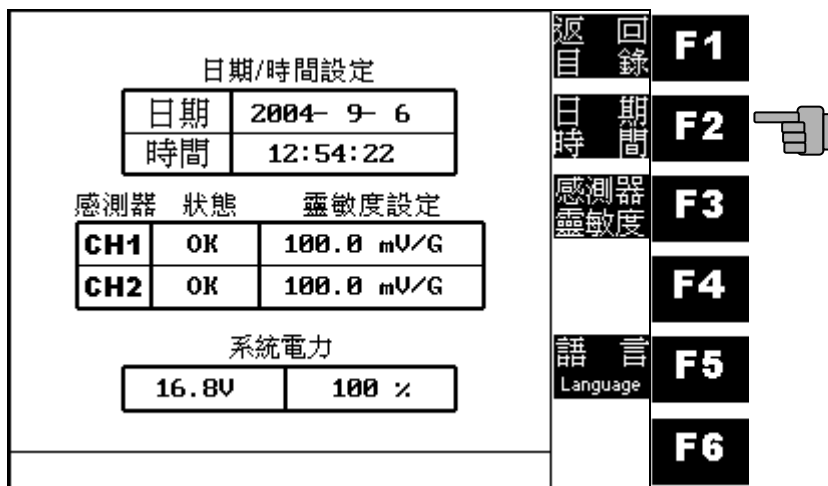 日期/時間設定
日期 2004- 9- 6
時間 12:54:22
感測器 狀態 靈敏度設定
CH1 OK 100.0 mV/G
CH2 OK 100.0 mV/G
系統電力
16.8V 100 %
返回
目錄
F1
日期
時間
F2
感測器
靈敏度
F3
F4
語言
Language
F5
F6